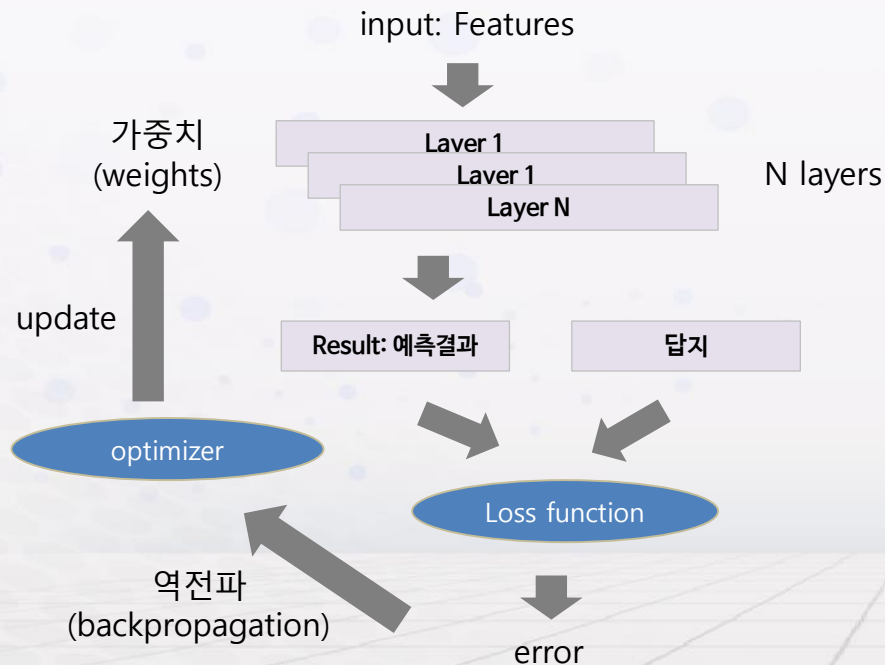 input: Features
가중치
(weights)
Layer 1
Layer 1
Layer N
N layers
update
Result: 예측결과
답지
optimizer
Loss function
역전파
(backpropagation)
error